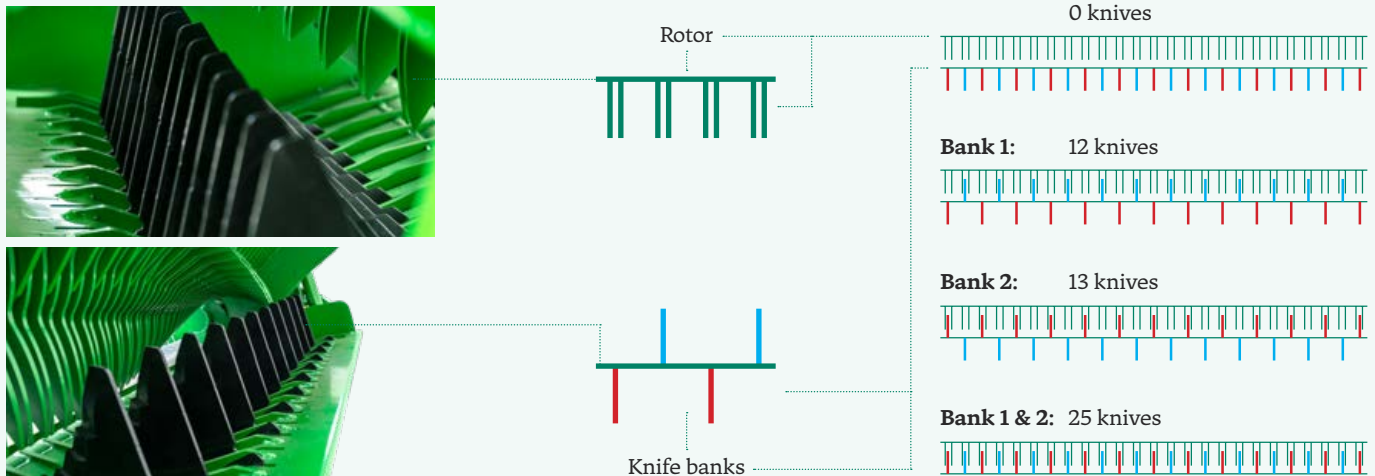 0 knives
Rotor
Bank 1: 12 knives
Bank 2: 13 knives
Bank 1 & 2: 25 knives
Knife banks